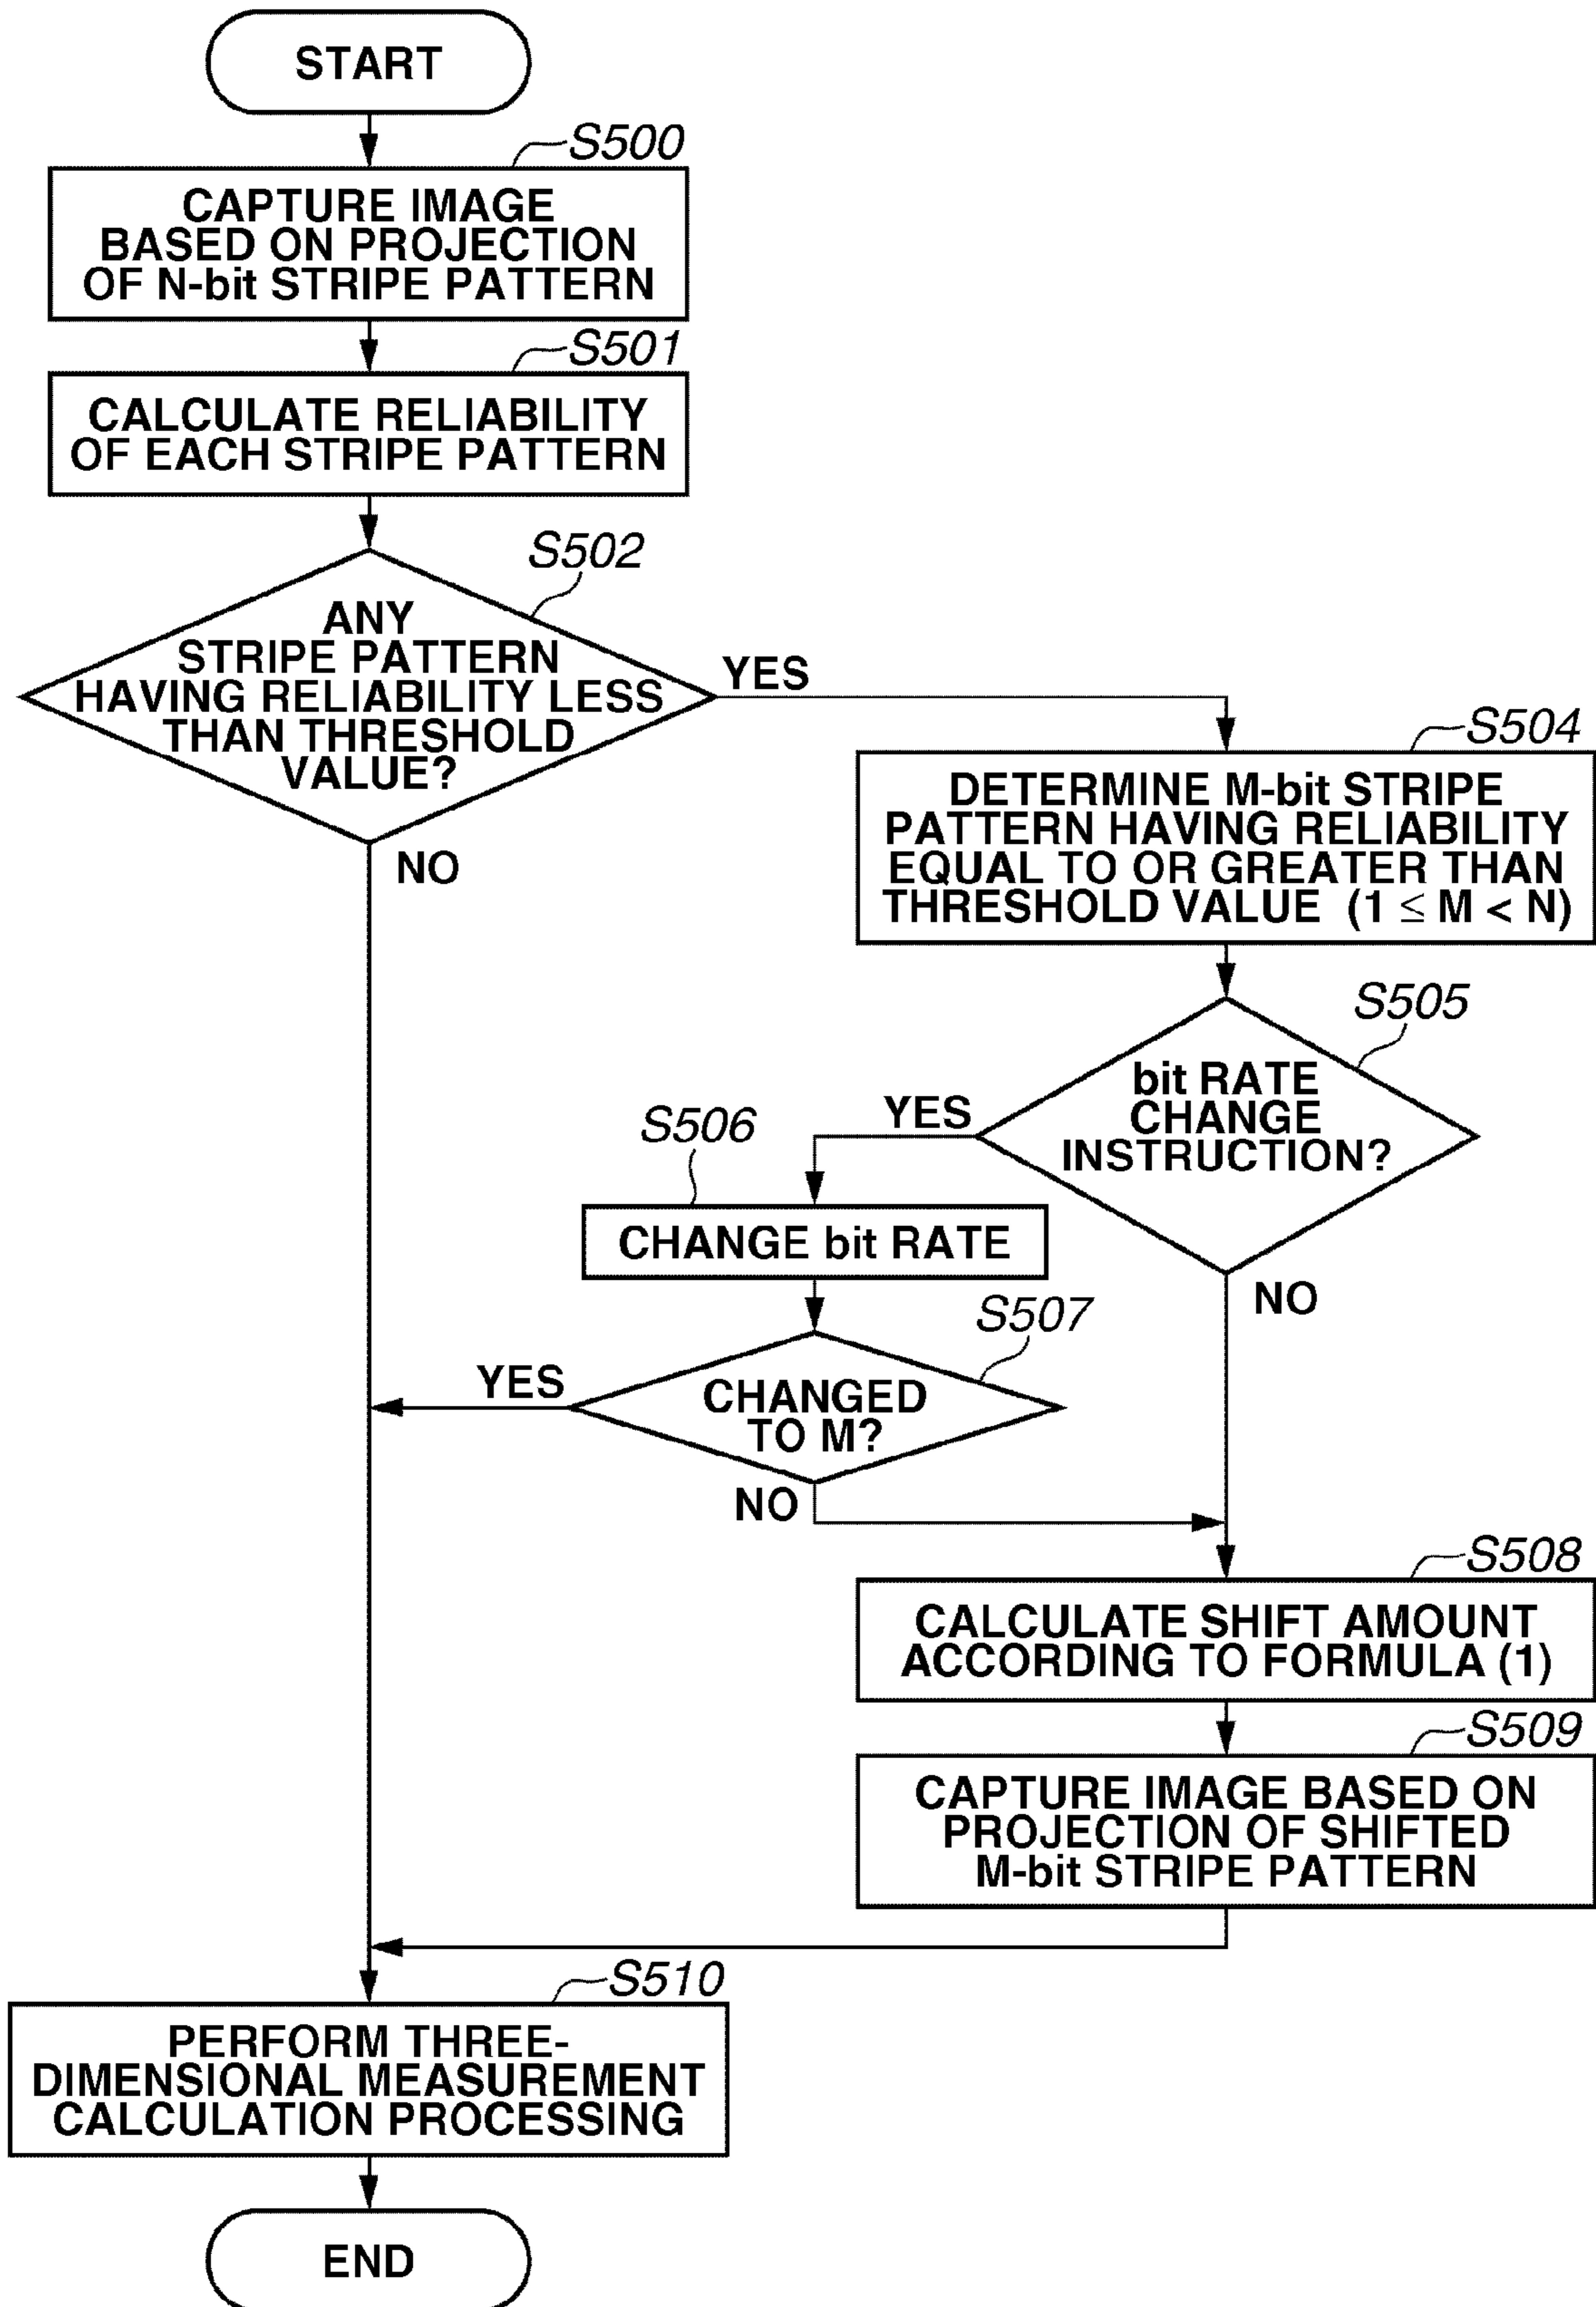 START
S500
CAPTURE IMAGE
BASED ON PROJECTION
OF N-bit STRIPE PATTERN
S501
CALCULATE RELIABILITY
OF EACH STRIPE PATTERN
S502
ANY
STRIPE PATTERN
HAVING RELIABILITY LESS
THAN THRESHOLD
VALUE?
YES
NO
S504
DETERMINE M-bit STRIPE
PATTERN HAVING RELIABILITY
EQUAL TO OR GREATER THAN
THRESHOLD VALUE (1 ≤ M < N)
S505
bit RATE
CHANGE
INSTRUCTION?
YES
NO
S506
CHANGE bit RATE
S507
CHANGED
TO M?
YES
NO
S508
CALCULATE SHIFT AMOUNT
ACCORDING TO FORMULA (1)
S509
CAPTURE IMAGE BASED ON
PROJECTION OF SHIFTED
M-bit STRIPE PATTERN
S510
PERFORM THREE-
DIMENSIONAL MEASUREMENT
CALCULATION PROCESSING
END